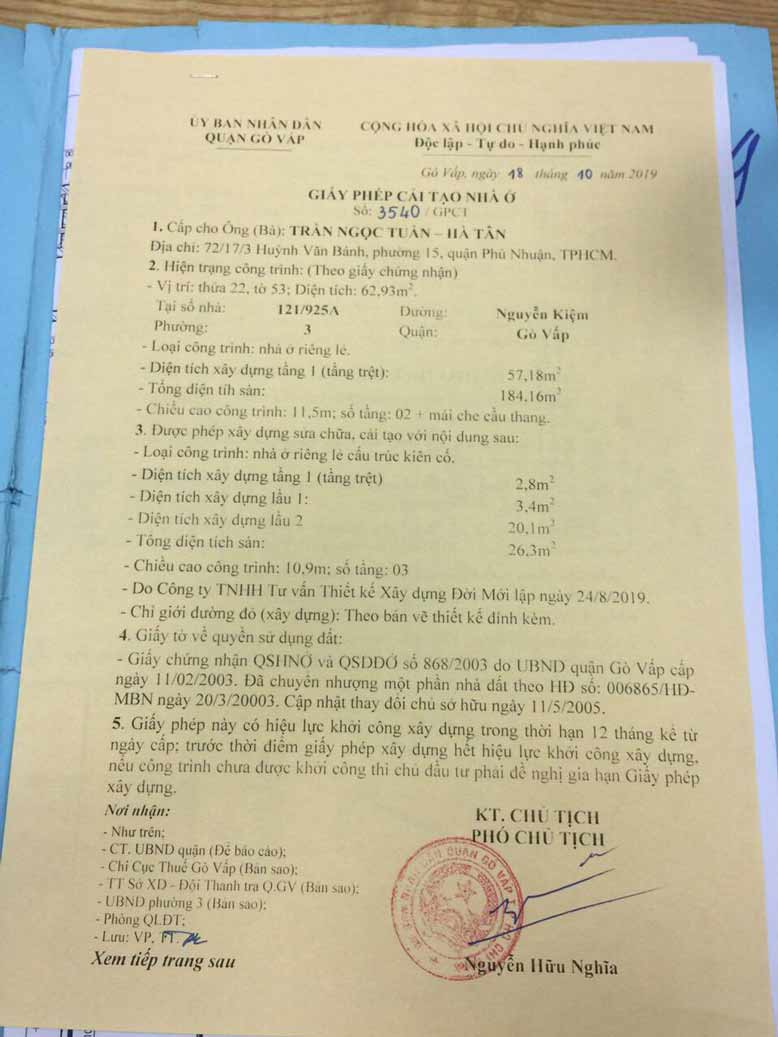 ỦY BAN NHÂN DÂN
QUẬN GÒ VẤP
CỘNG HÒA XÃ HỘI CHỦ NGHĨA VIỆT NAM
Độc lập - Tự do - Hạnh phúc
Gò Vấp, ngày 18 tháng 10 năm 2019
GIẤY PHÉP CẢI TẠO NHÀ Ở
Số: 3540 / GPCT
1. Cấp cho Ông (Bà): TRẦN NGỌC TUẤN – HÀ TÂN
Địa chỉ: 72/17/3 Huỳnh Văn Bánh, phường 15, quận Phú Nhuận, TPHCM.
2. Hiện trạng công trình: (Theo giấy chứng nhận)
- Vị trí: thửa 22, tờ 53; Diện tích: 62,93m².
Tại số nhà: 121/925A Đường: Nguyễn Kiệm
Phường: 3 Quận: Gò Vấp
- Loại công trình: nhà ở riêng lẻ.
- Diện tích xây dựng tầng 1 (tầng trệt): 57,18m²
- Tổng diện tíh sàn: 184,16m²
- Chiều cao công trình: 11,5m; số tầng: 02 + mái che cầu thang.
3. Được phép xây dựng sửa chữa, cải tạo với nội dung sau:
- Loại công trình: nhà ở riêng lẻ cấu trúc kiên cố.
- Diện tích xây dựng tầng 1 (tầng trệt) 2,8m²
- Diện tích xây dựng lầu 1: 3,4m²
- Diện tích xây dựng lầu 2 20,1m²
- Tổng diện tích sàn: 26,3m²
- Chiều cao công trình: 10,9m; số tầng: 03
- Do Công ty TNHH Tư vấn Thiết kế Xây dựng Đời Mới lập ngày 24/8/2019.
- Chỉ giới đường đỏ (xây dựng): Theo bản vẽ thiết kế đính kèm.
4. Giấy tờ về quyền sử dụng đất:
- Giấy chứng nhận QSHNỞ và QSDĐỞ số 868/2003 do UBND quận Gò Vấp cấp
ngày 11/02/2003. Đã chuyển nhượng một phần nhà đất theo HĐ số: 006865/HĐ-
MBN ngày 20/3/20003. Cập nhật thay đổi chủ sở hữu ngày 11/5/2005.
5. Giấy phép này có hiệu lực khởi công xây dựng trong thời hạn 12 tháng kể từ
ngày cấp; trước thời điểm giấy phép xây dựng hết hiệu lực khởi công xây dựng,
nếu công trình chưa được khởi công thì chủ đầu tư phải đề nghị gia hạn Giấy phép
xây dựng.
Nơi nhận:
- Như trên;
- CT. UBND quận (Để báo cáo);
- Chi Cục Thuế Gò Vấp (Bản sao);
- TT Sở XD - Đội Thanh tra Q.GV (Bản sao);
- UBND phường 3 (Bản sao);
- Phòng QLĐT;
- Lưu: VP.
Xem tiếp trang sau
KT. CHỦ TỊCH
PHÓ CHỦ TỊCH
Nguyễn Hữu Nghĩa